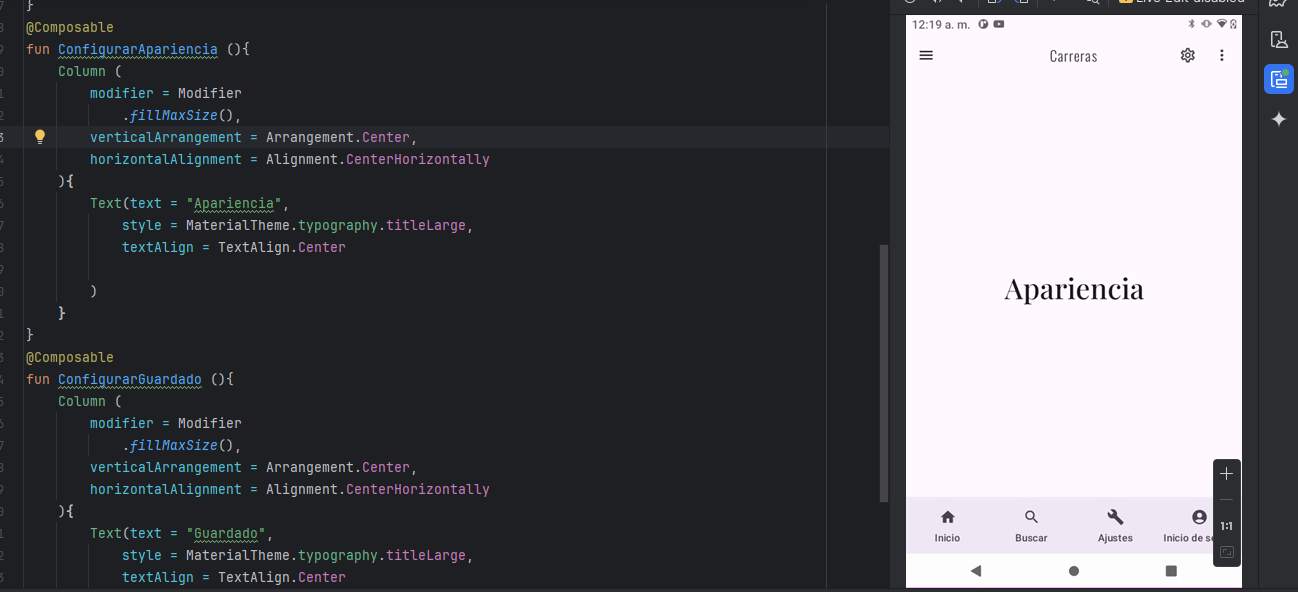 }
@Composable
fun ConfigurarApariencia (){
Column (
modifier = Modifier
.fillMaxSize(),
verticalArrangement = Arrangement.Center,
horizontalAlignment = Alignment.CenterHorizontally
){
Text(text = "Apariencia",
style = MaterialTheme.typography.titleLarge,
textAlign = TextAlign.Center
)
}
}
@Composable
fun ConfigurarGuardado (){
Column (
modifier = Modifier
.fillMaxSize(),
verticalArrangement = Arrangement.Center,
horizontalAlignment = Alignment.CenterHorizontally
){
Text(text = "Guardado",
style = MaterialTheme.typography.titleLarge,
textAlign = TextAlign.Center
Live Edit disabled
12:19 a. m.
Carreras
Apariencia
Inicio
Buscar
Ajustes
Inicio de
1:1